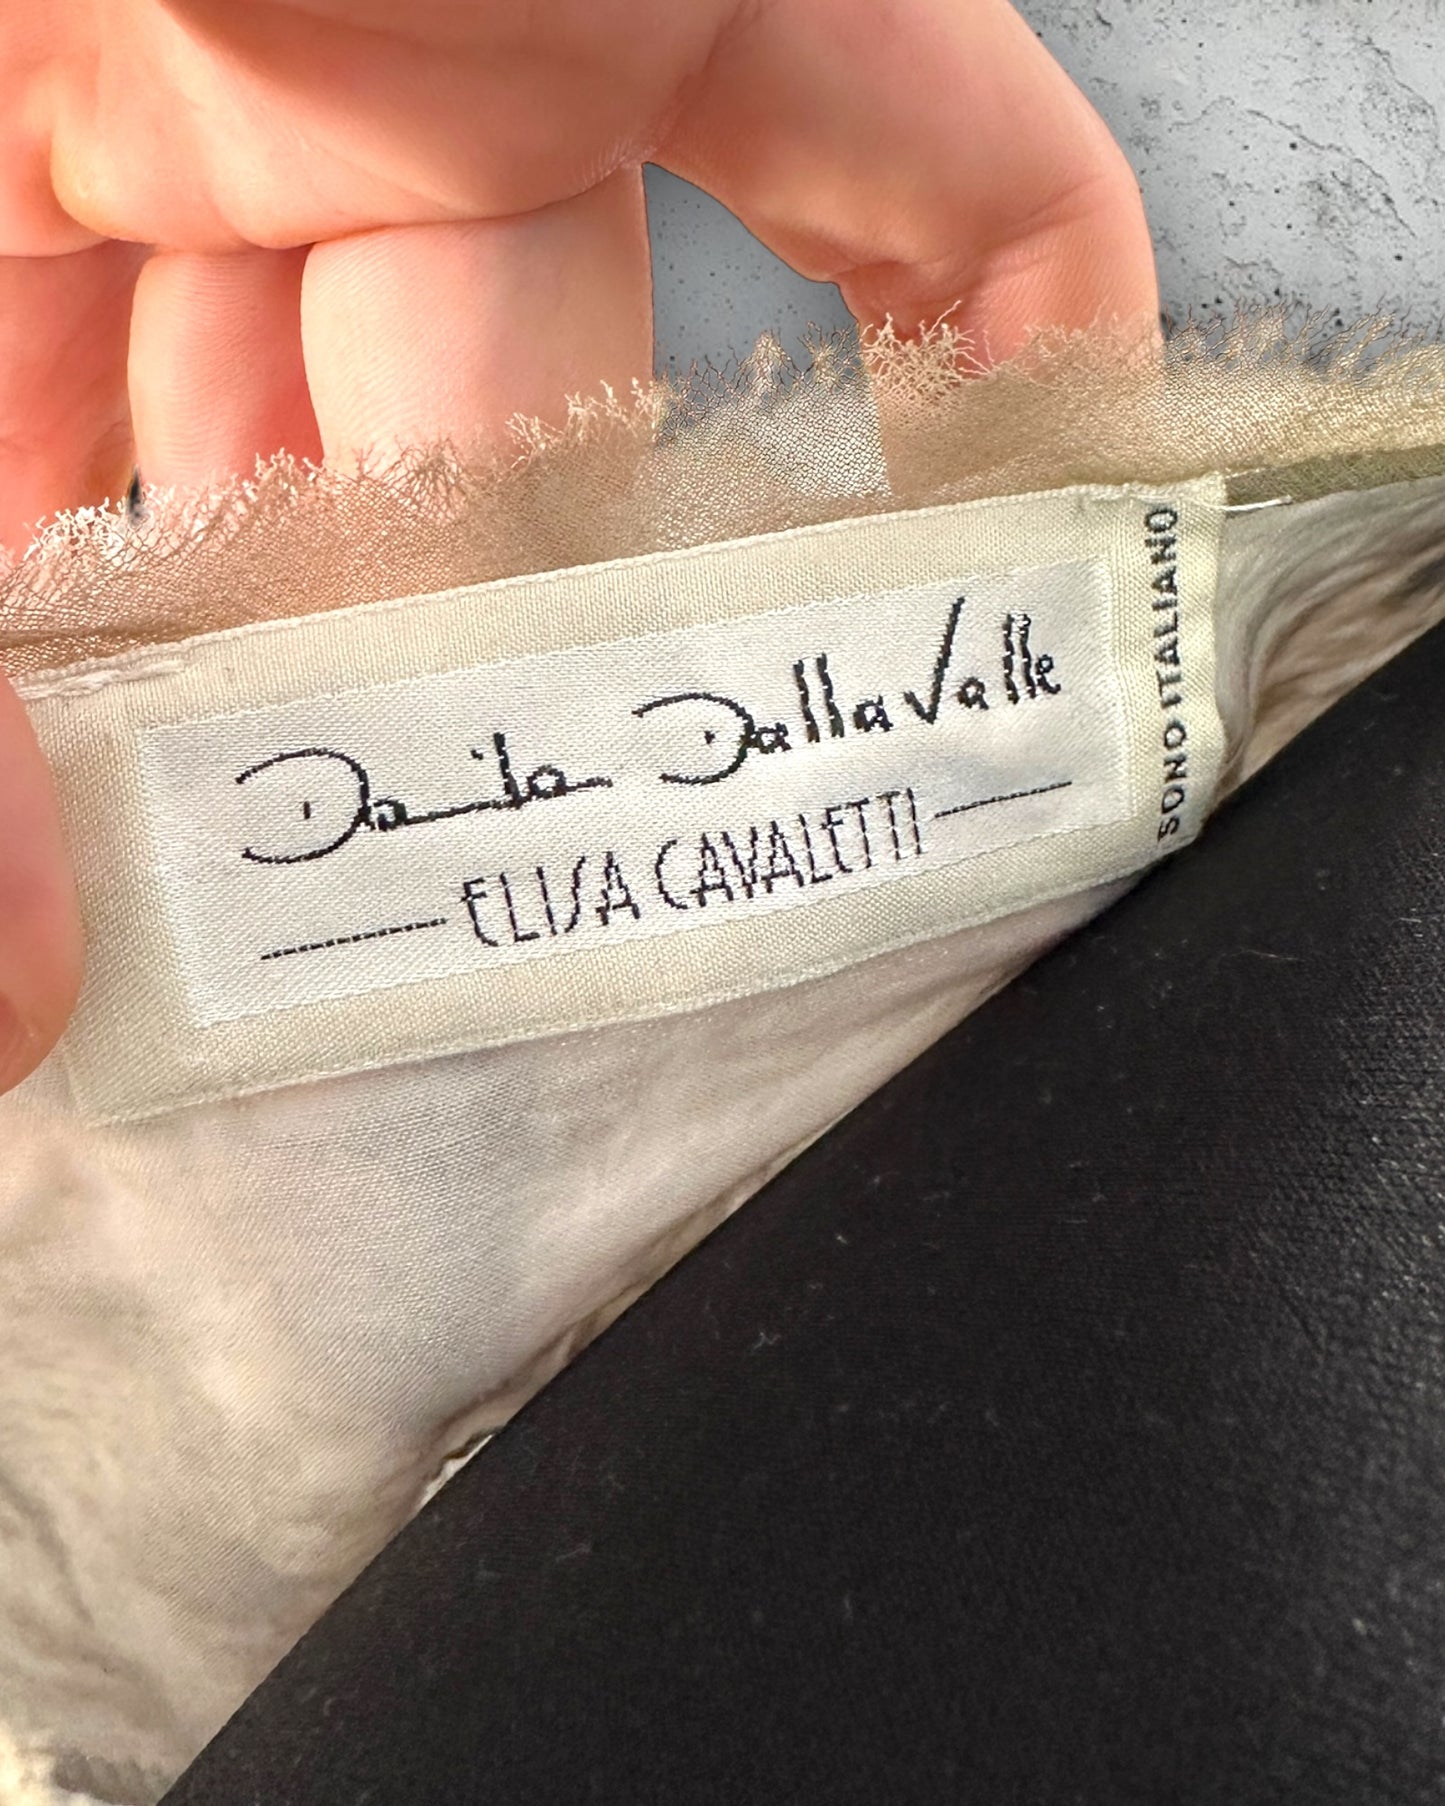 Daniela Dallavalle
ELISA CAVALETTI
SONO ITALIANO